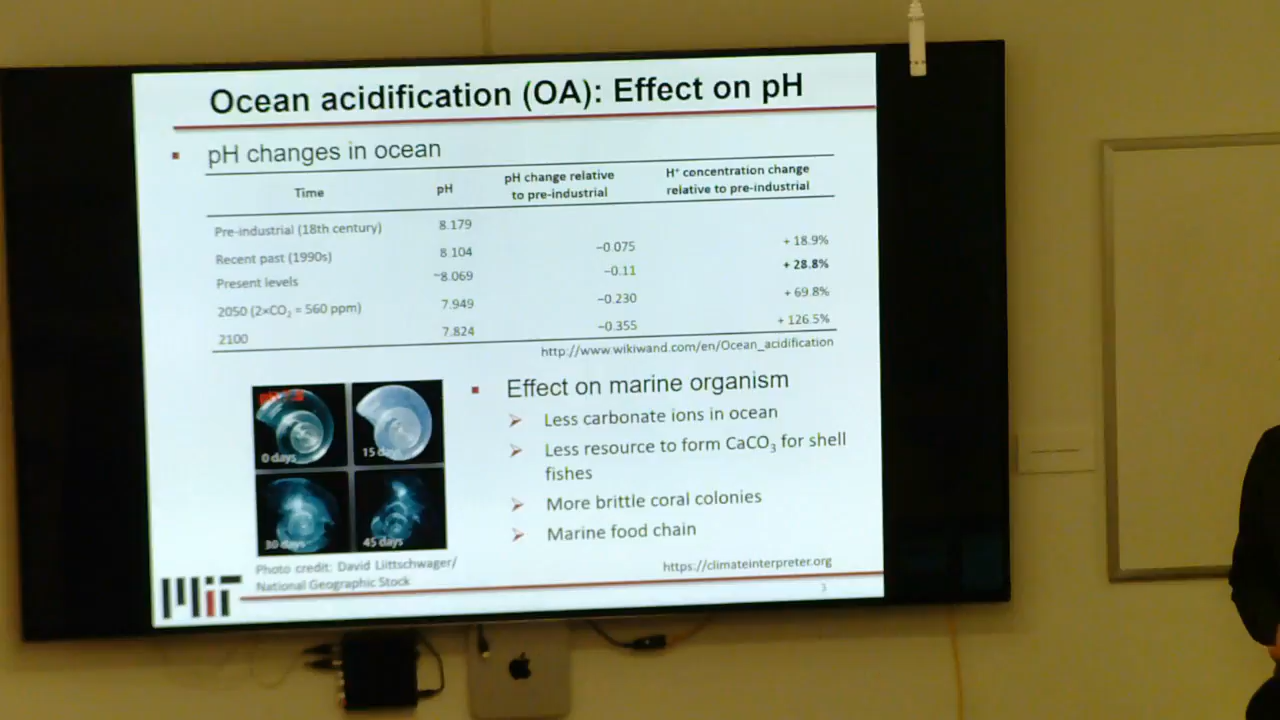 Ocean acidification (OA): Effect on pH
pH changes in ocean
Time pH pH change relative to pre-industrial H⁺ concentration change relative to pre-industrial
Pre-industrial (18th century) 8.179
Recent past (1990s) 8.104 −0.075 + 18.9%
Present levels ~8.069 −0.11 + 28.8%
2050 (2×CO₂ = 560 ppm) 7.949 −0.230 + 69.8%
2100 7.824 −0.355 + 126.5%
http://www.wikiwand.com/en/Ocean_acidification
0 days
15 days
30 days
45 days
Photo credit: David Liittschwager/
National Geographic Stock
Effect on marine organism
Less carbonate ions in ocean
Less resource to form CaCO₃ for shell
fishes
More brittle coral colonies
Marine food chain
https://climateinterpreter.org
MIT
3